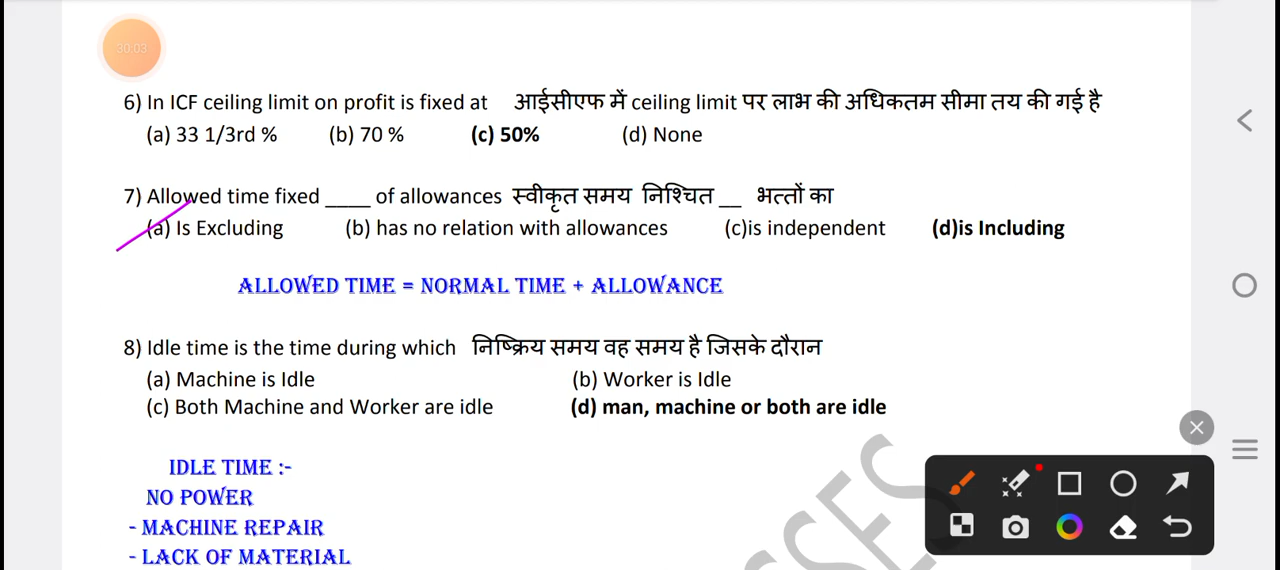 30:03
6) In ICF ceiling limit on profit is fixed at आईसीएफ में ceiling limit पर लाभ की अधिकतम सीमा तय की गई है
(a) 33 1/3rd % (b) 70 % (c) 50% (d) None
7) Allowed time fixed ____ of allowances स्वीकृत समय निश्चित __ भत्तों का
(a) Is Excluding (b) has no relation with allowances (c)is independent (d)is Including
ALLOWED TIME = NORMAL TIME + ALLOWANCE
8) Idle time is the time during which निष्क्रिय समय वह समय है जिसके दौरान
(a) Machine is Idle (b) Worker is Idle
(c) Both Machine and Worker are idle (d) man, machine or both are idle
IDLE TIME :-
NO POWER
- MACHINE REPAIR
- LACK OF MATERIAL